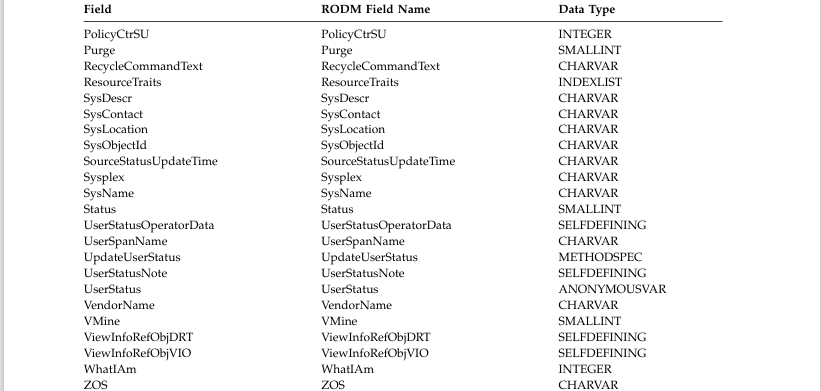 Field RODM Field Name Data Type
PolicyCtrSU PolicyCtrSU INTEGER
Purge Purge SMALLINT
RecycleCommandText RecycleCommandText CHARVAR
ResourceTraits ResourceTraits INDEXLIST
SysDescr SysDescr CHARVAR
SysContact SysContact CHARVAR
SysLocation SysLocation CHARVAR
SysObjectId SysObjectId CHARVAR
SourceStatusUpdateTime SourceStatusUpdateTime CHARVAR
Sysplex Sysplex CHARVAR
SysName SysName CHARVAR
Status Status SMALLINT
UserStatusOperatorData UserStatusOperatorData SELFDEFINING
UserSpanName UserSpanName CHARVAR
UpdateUserStatus UpdateUserStatus METHODSPEC
UserStatusNote UserStatusNote SELFDEFINING
UserStatus UserStatus ANONYMOUSVAR
VendorName VendorName CHARVAR
VMine VMine SMALLINT
ViewInfoRefObjDRT ViewInfoRefObjDRT SELFDEFINING
ViewInfoRefObjVIO ViewInfoRefObjVIO SELFDEFINING
WhatIAm WhatIAm INTEGER
ZOS ZOS CHARVAR